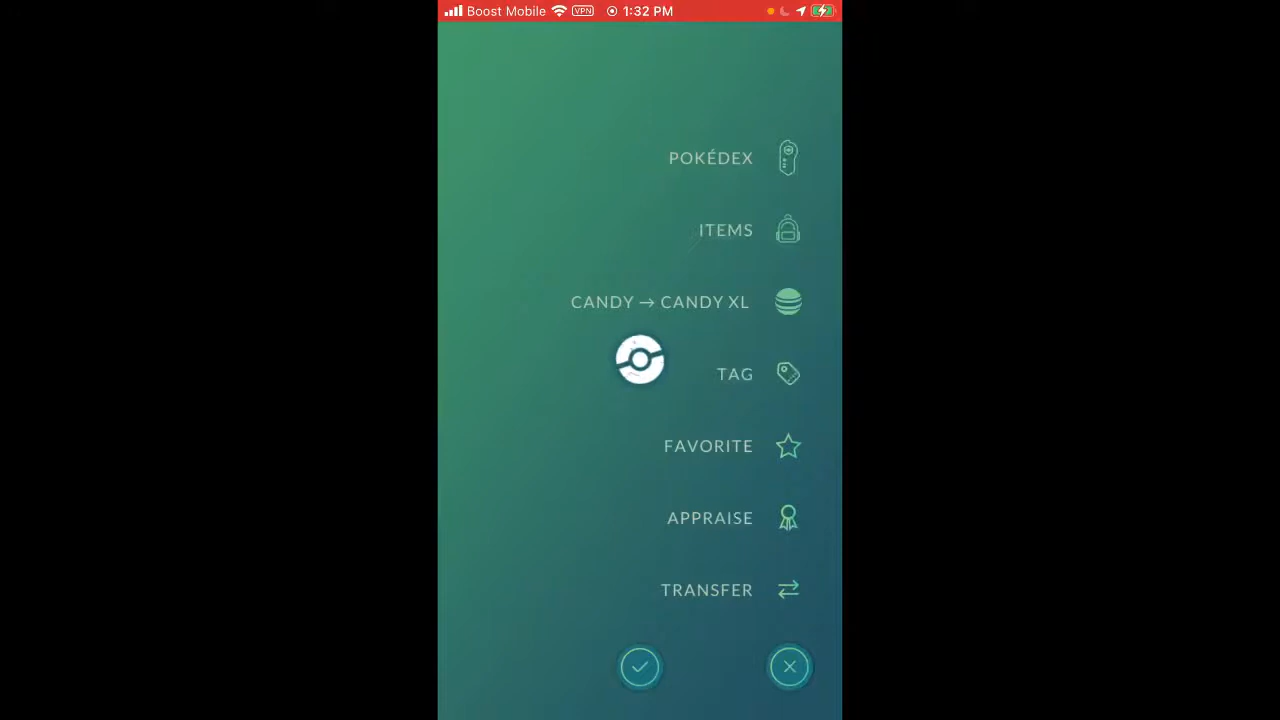 Boost Mobile VPN 1:32 PM
POKÉDEX
ITEMS
CANDY → CANDY XL
TAG
FAVORITE
APPRAISE
TRANSFER